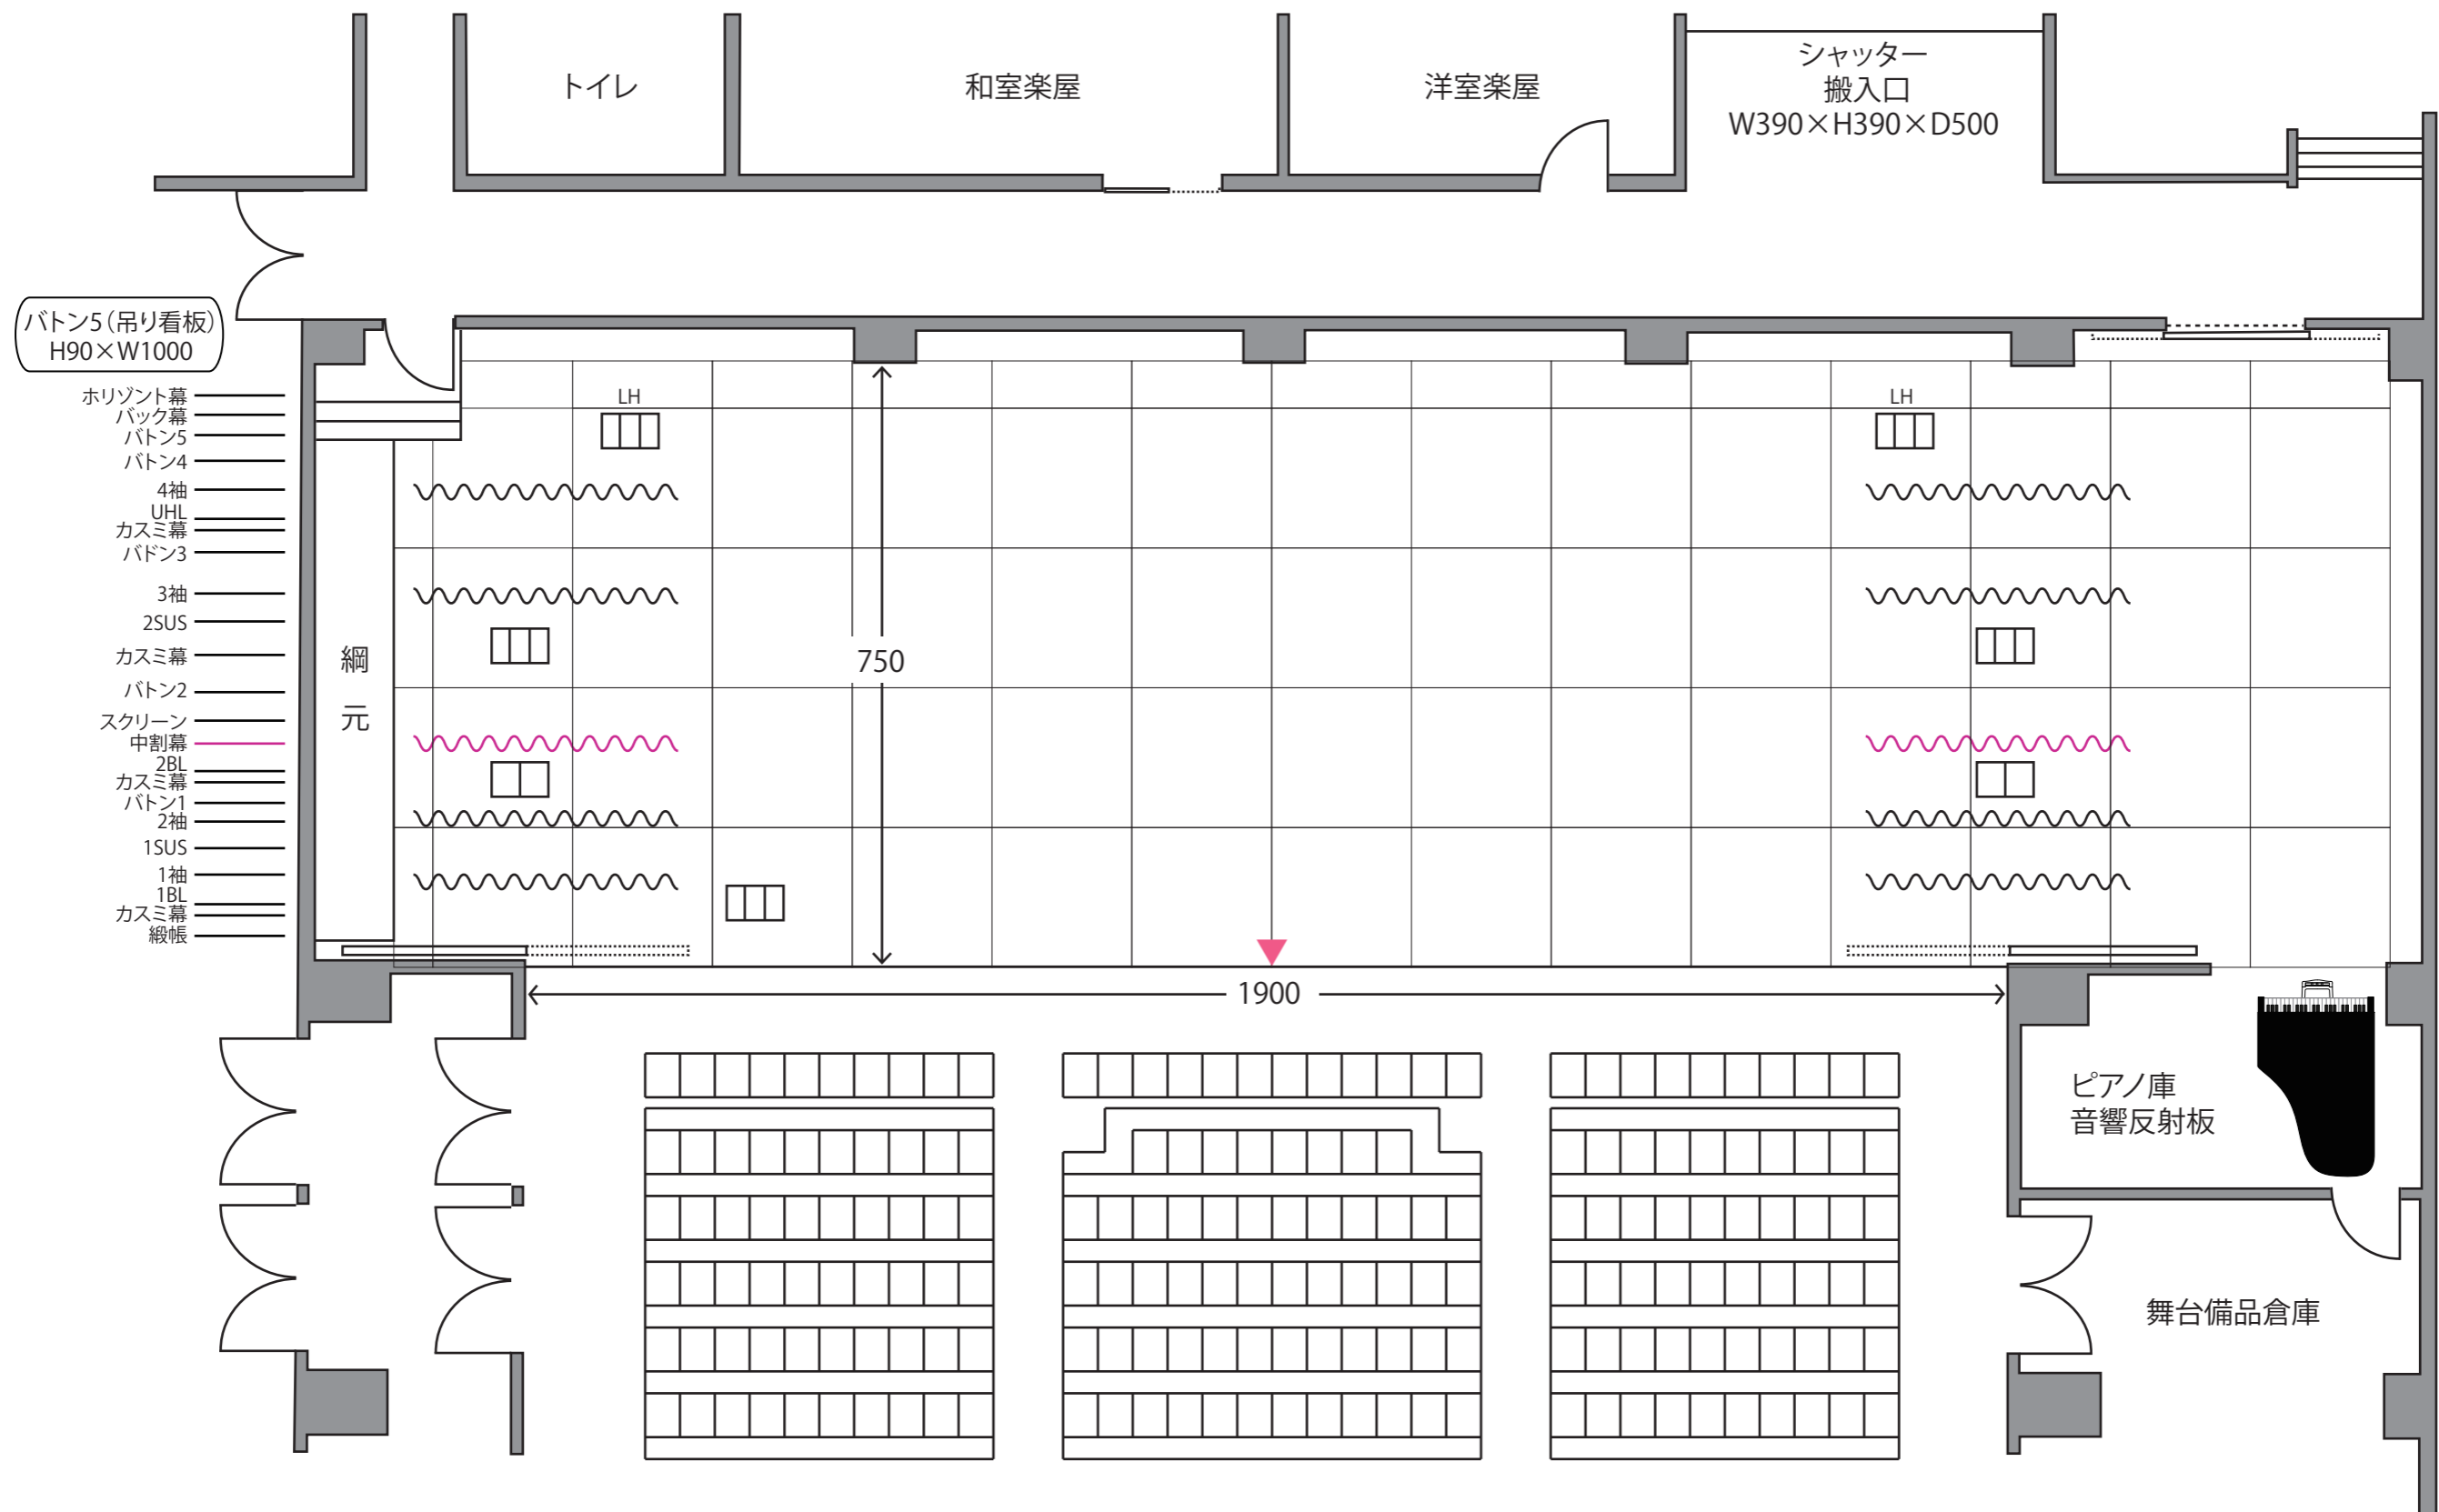 トイレ
和室楽屋
洋室楽屋
シャッター
搬入口
W390×H390×D500
バトン5(吊り看板)
H90×W1000
ホリゾント幕
バック幕
バトン5
バトン4
4袖
UHL
カスミ幕
バドン3
3袖
2SUS
カスミ幕
バトン2
スクリーン
中割幕
2BL
カスミ幕
バトン1
2袖
1SUS
1袖
1BL
カスミ幕
緞帳
綱
元
LH
LH
750
1900
ピアノ庫
音響反射板
舞台備品倉庫